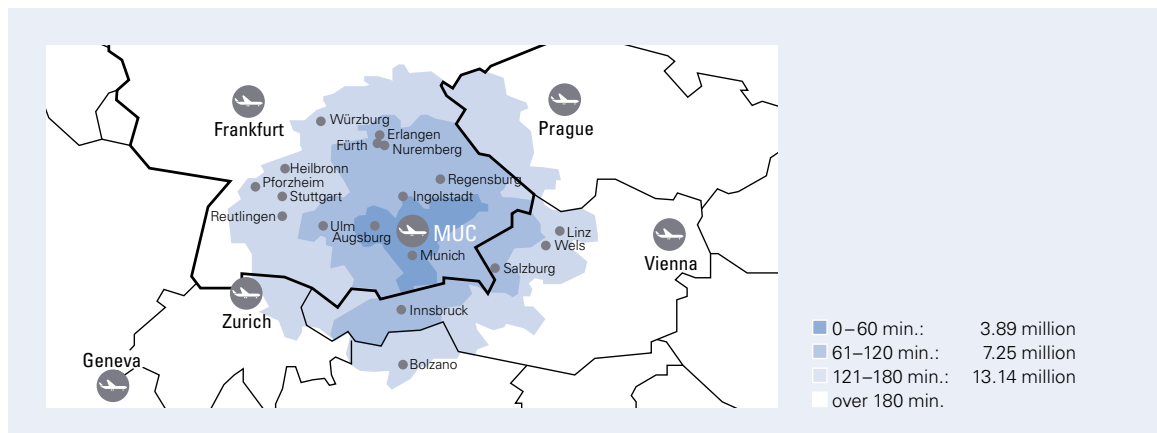 Frankfurt
Prague
Würzburg
Erlangen
Fürth
Nuremberg
Heilbronn
Pforzheim
Stuttgart
Regensburg
Ingolstadt
Reutlingen
Ulm
Augsburg
MUC
Linz
Wels
Munich
Vienna
Salzburg
Zurich
Innsbruck
Geneva
Bolzano
0–60 min.: 3.89 million
61–120 min.: 7.25 million
121–180 min.: 13.14 million
over 180 min.